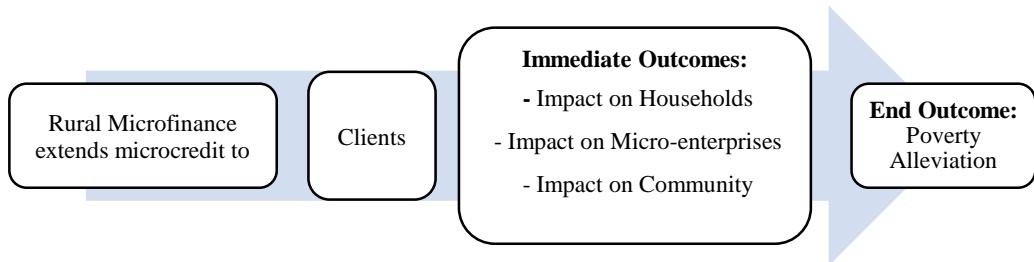 Rural Microfinance
extends microcredit to
Clients
Immediate Outcomes:
- Impact on Households
- Impact on Micro-enterprises
- Impact on Community
End Outcome:
Poverty
Alleviation